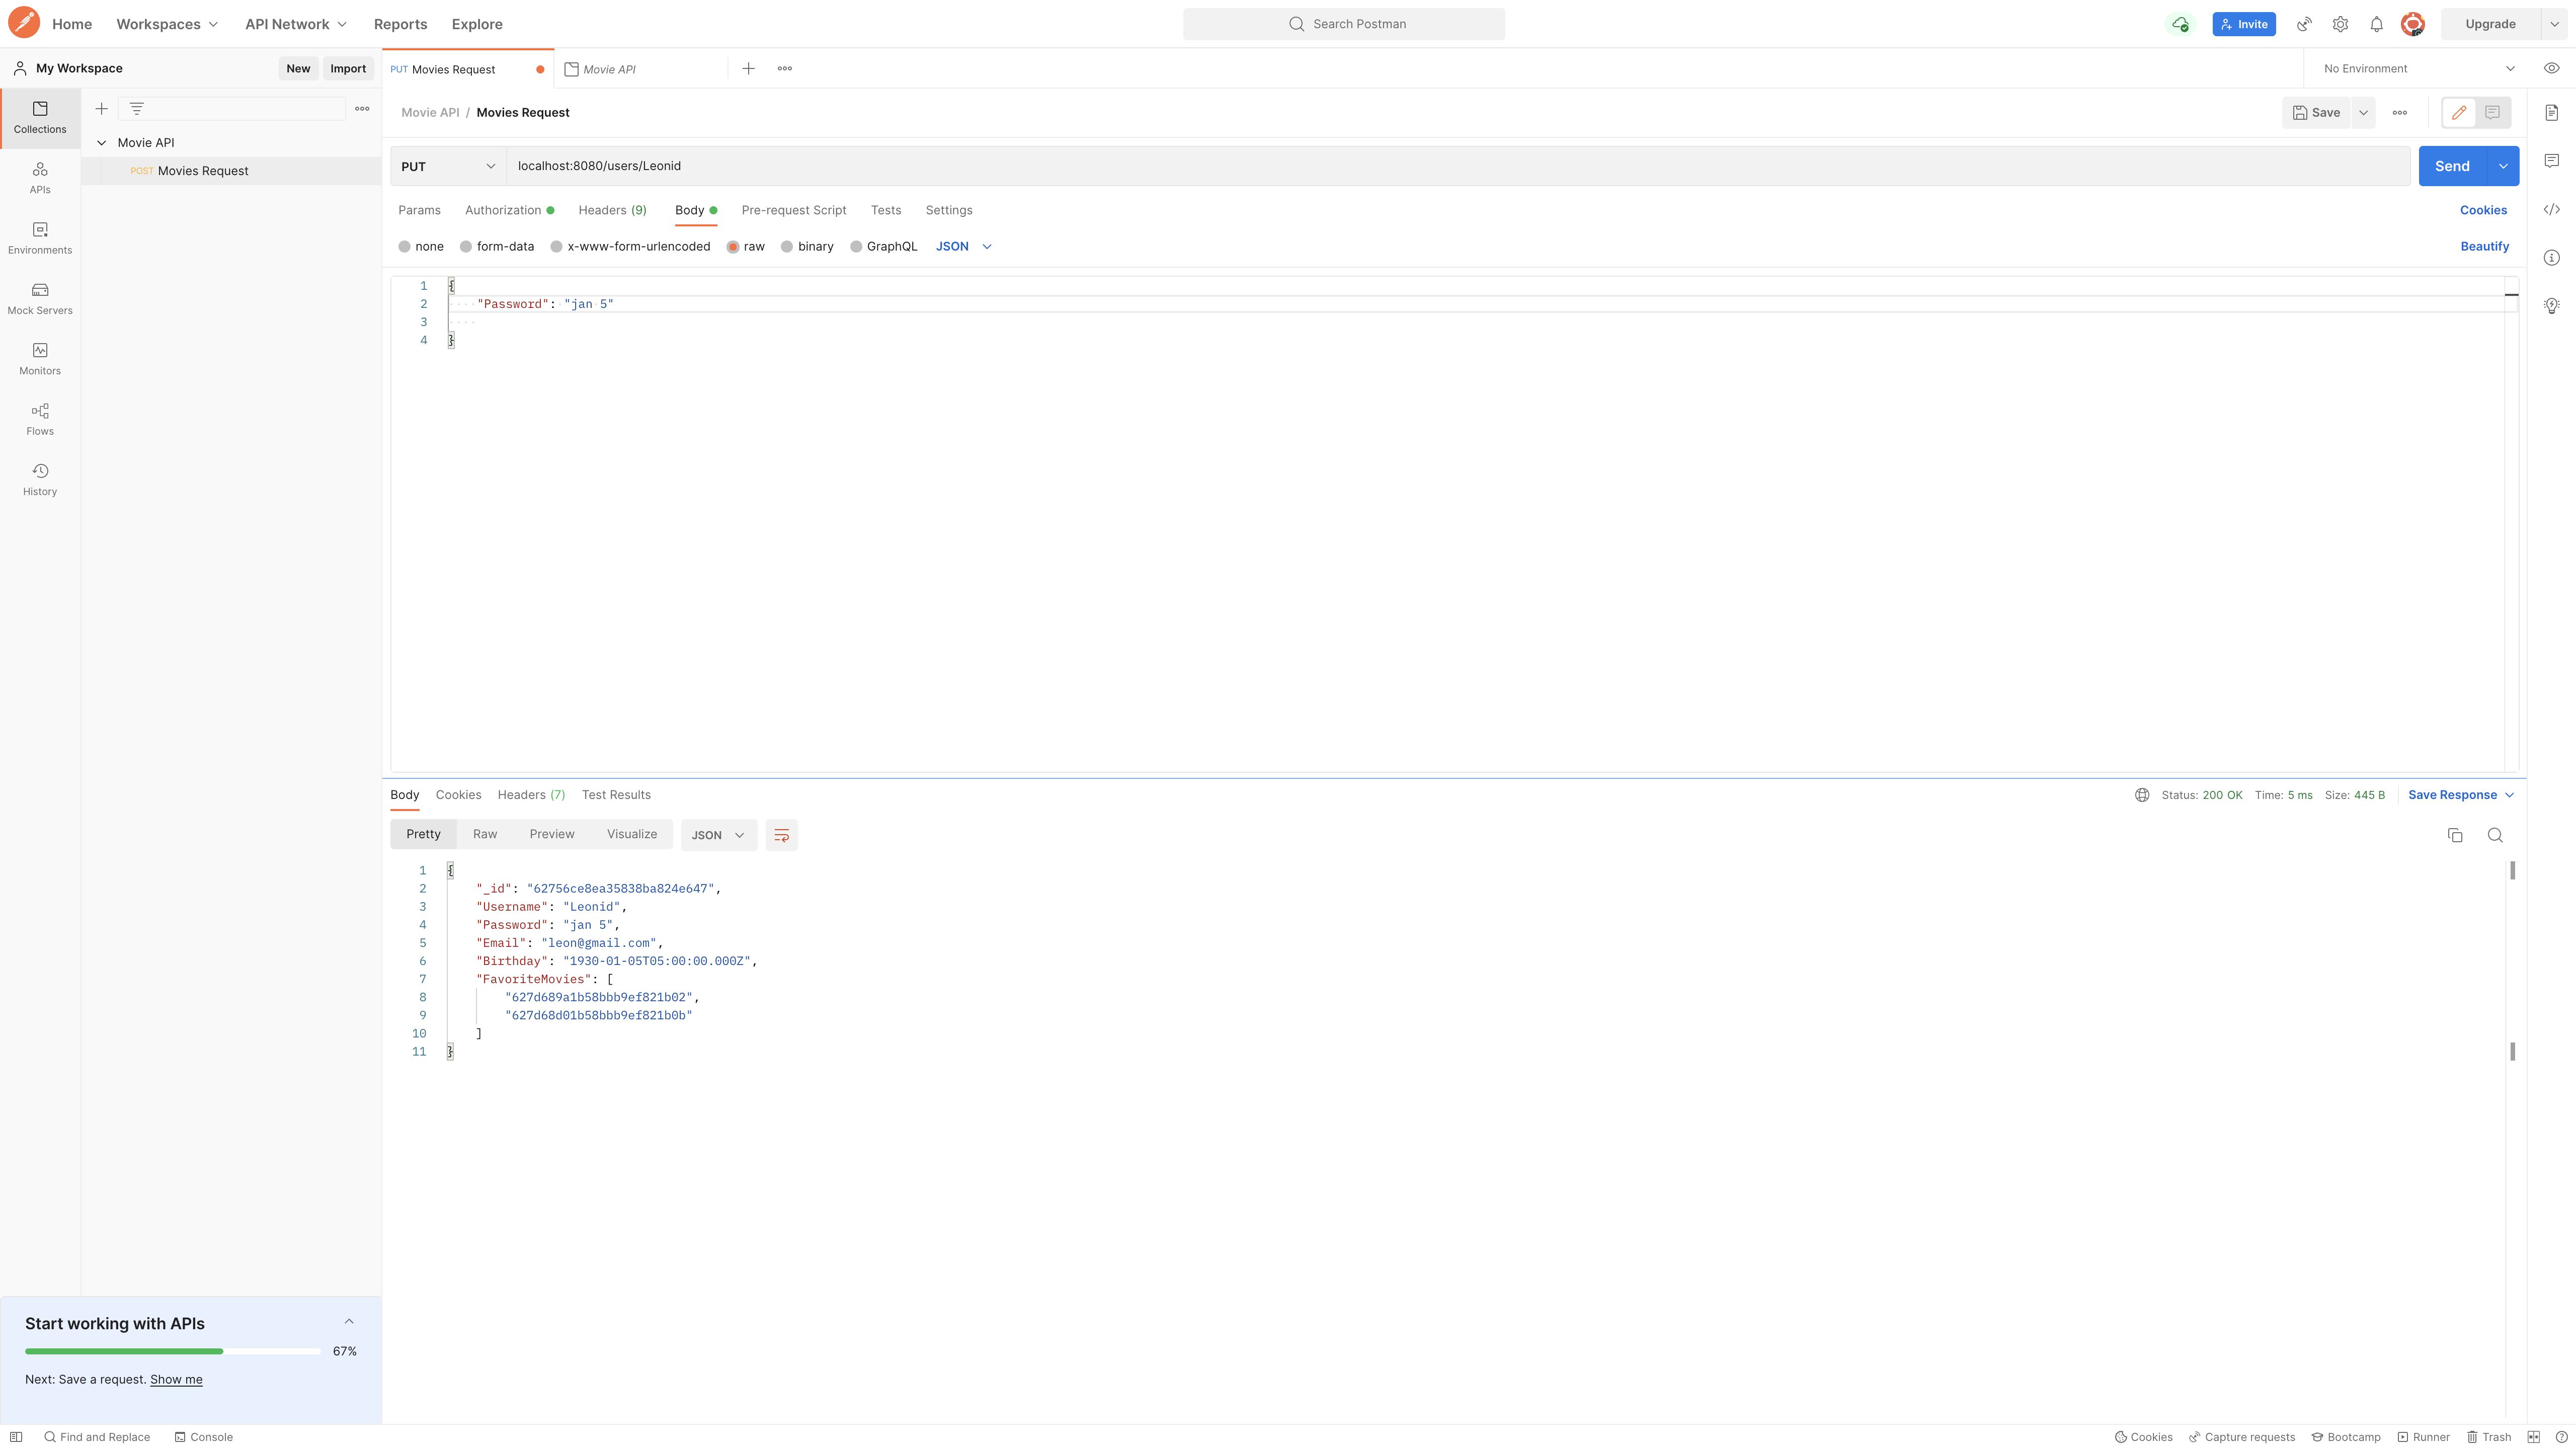 Home Workspaces API Network Reports Explore Search Postman Invite Upgrade
My Workspace New Import PUT Movies Request Movie API No Environment
Collections
APIs
Environments
Mock Servers
Monitors
Flows
History
Movie API
POST Movies Request
Movie API / Movies Request Save
PUT localhost:8080/users/Leonid Send
Params Authorization Headers (9) Body Pre-request Script Tests Settings Cookies
none form-data x-www-form-urlencoded raw binary GraphQL JSON Beautify
1 {
2 "Password": "jan 5"
3
4 }
Body Cookies Headers (7) Test Results Status: 200 OK Time: 5 ms Size: 445 B Save Response
Pretty Raw Preview Visualize JSON
1 {
2 "_id": "62756ce8ea35838ba824e647",
3 "Username": "Leonid",
4 "Password": "jan 5",
5 "Email": "leon@gmail.com",
6 "Birthday": "1930-01-05T05:00:00.000Z",
7 "FavoriteMovies": [
8 "627d689a1b58bbb9ef821b02",
9 "627d68d01b58bbb9ef821b0b"
10 ]
11 }
Start working with APIs
67%
Next: Save a request. Show me
Find and Replace Console Cookies Capture requests Bootcamp Runner Trash